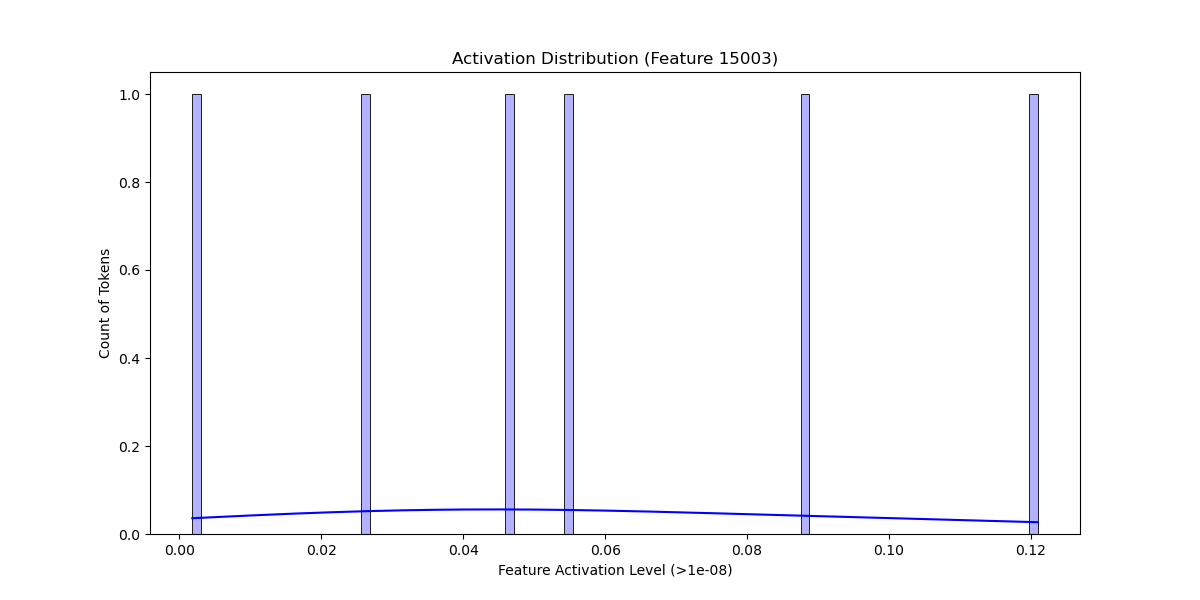 Activation Distribution (Feature 15003)
1.0
0.8
0.6
0.4
0.2
0.0
Count of Tokens
0.00 0.02 0.04 0.06 0.08 0.10 0.12
Feature Activation Level (>1e-08)